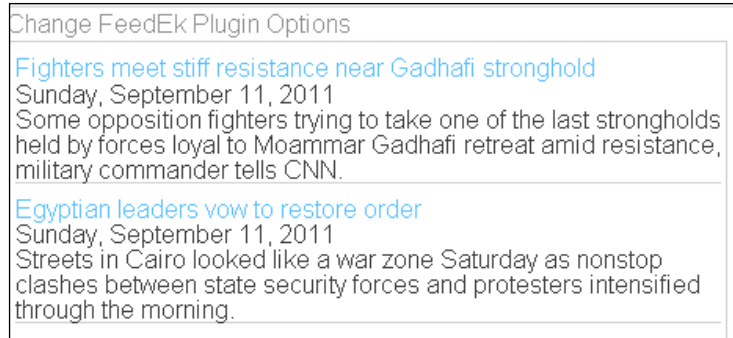 Change FeedEk Plugin Options
Fighters meet stiff resistance near Gadhafi stronghold
Sunday, September 11, 2011
Some opposition fighters trying to take one of the last strongholds
held by forces loyal to Moammar Gadhafi retreat amid resistance,
military commander tells CNN.
Egyptian leaders vow to restore order
Sunday, September 11, 2011
Streets in Cairo looked like a war zone Saturday as nonstop
clashes between state security forces and protesters intensified
through the morning.